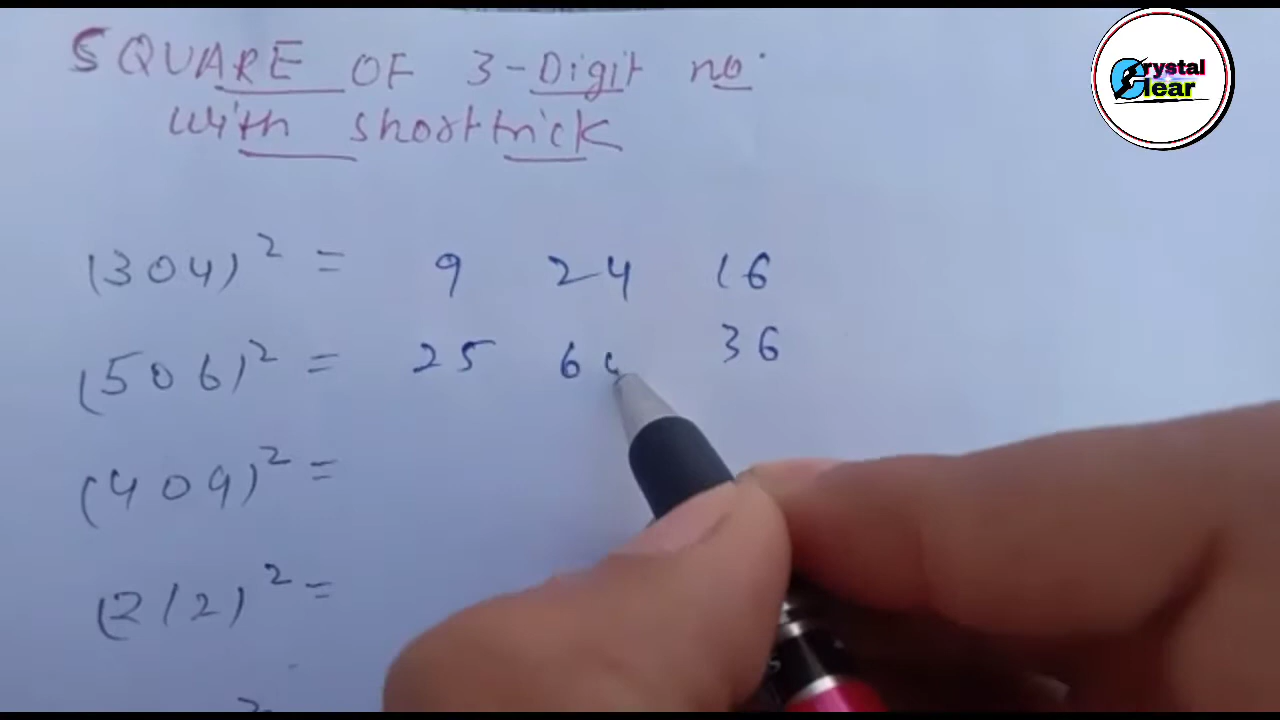 SQUARE OF 3-Digit no.
with shorttrick
Crystal
Clear
(304)² = 9 24 16
(506)² = 25 6 36
(409)² =
(212)² =